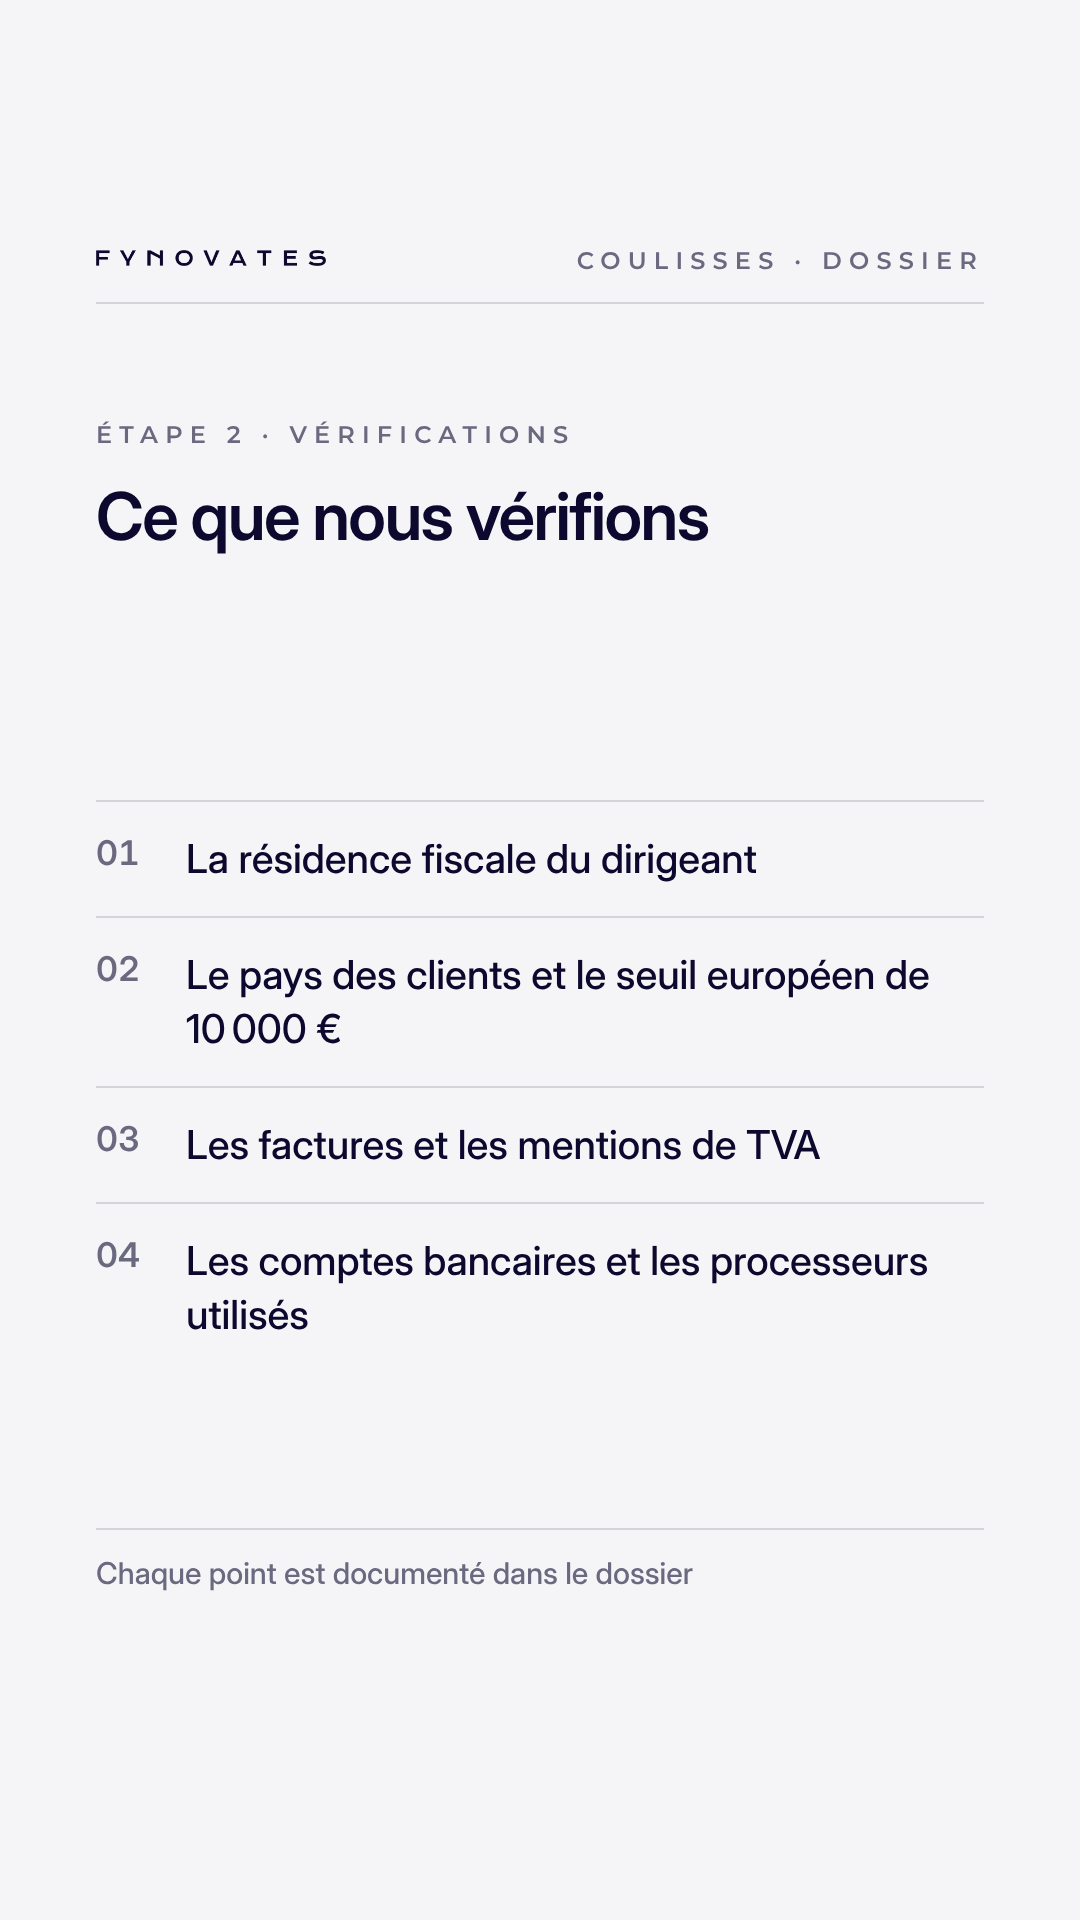 FYNOVATES
COULISSES · DOSSIER
ÉTAPE 2 · VÉRIFICATIONS
Ce que nous vérifions
01 La résidence fiscale du dirigeant
02 Le pays des clients et le seuil européen de
10 000 €
03 Les factures et les mentions de TVA
04 Les comptes bancaires et les processeurs
utilisés
Chaque point est documenté dans le dossier